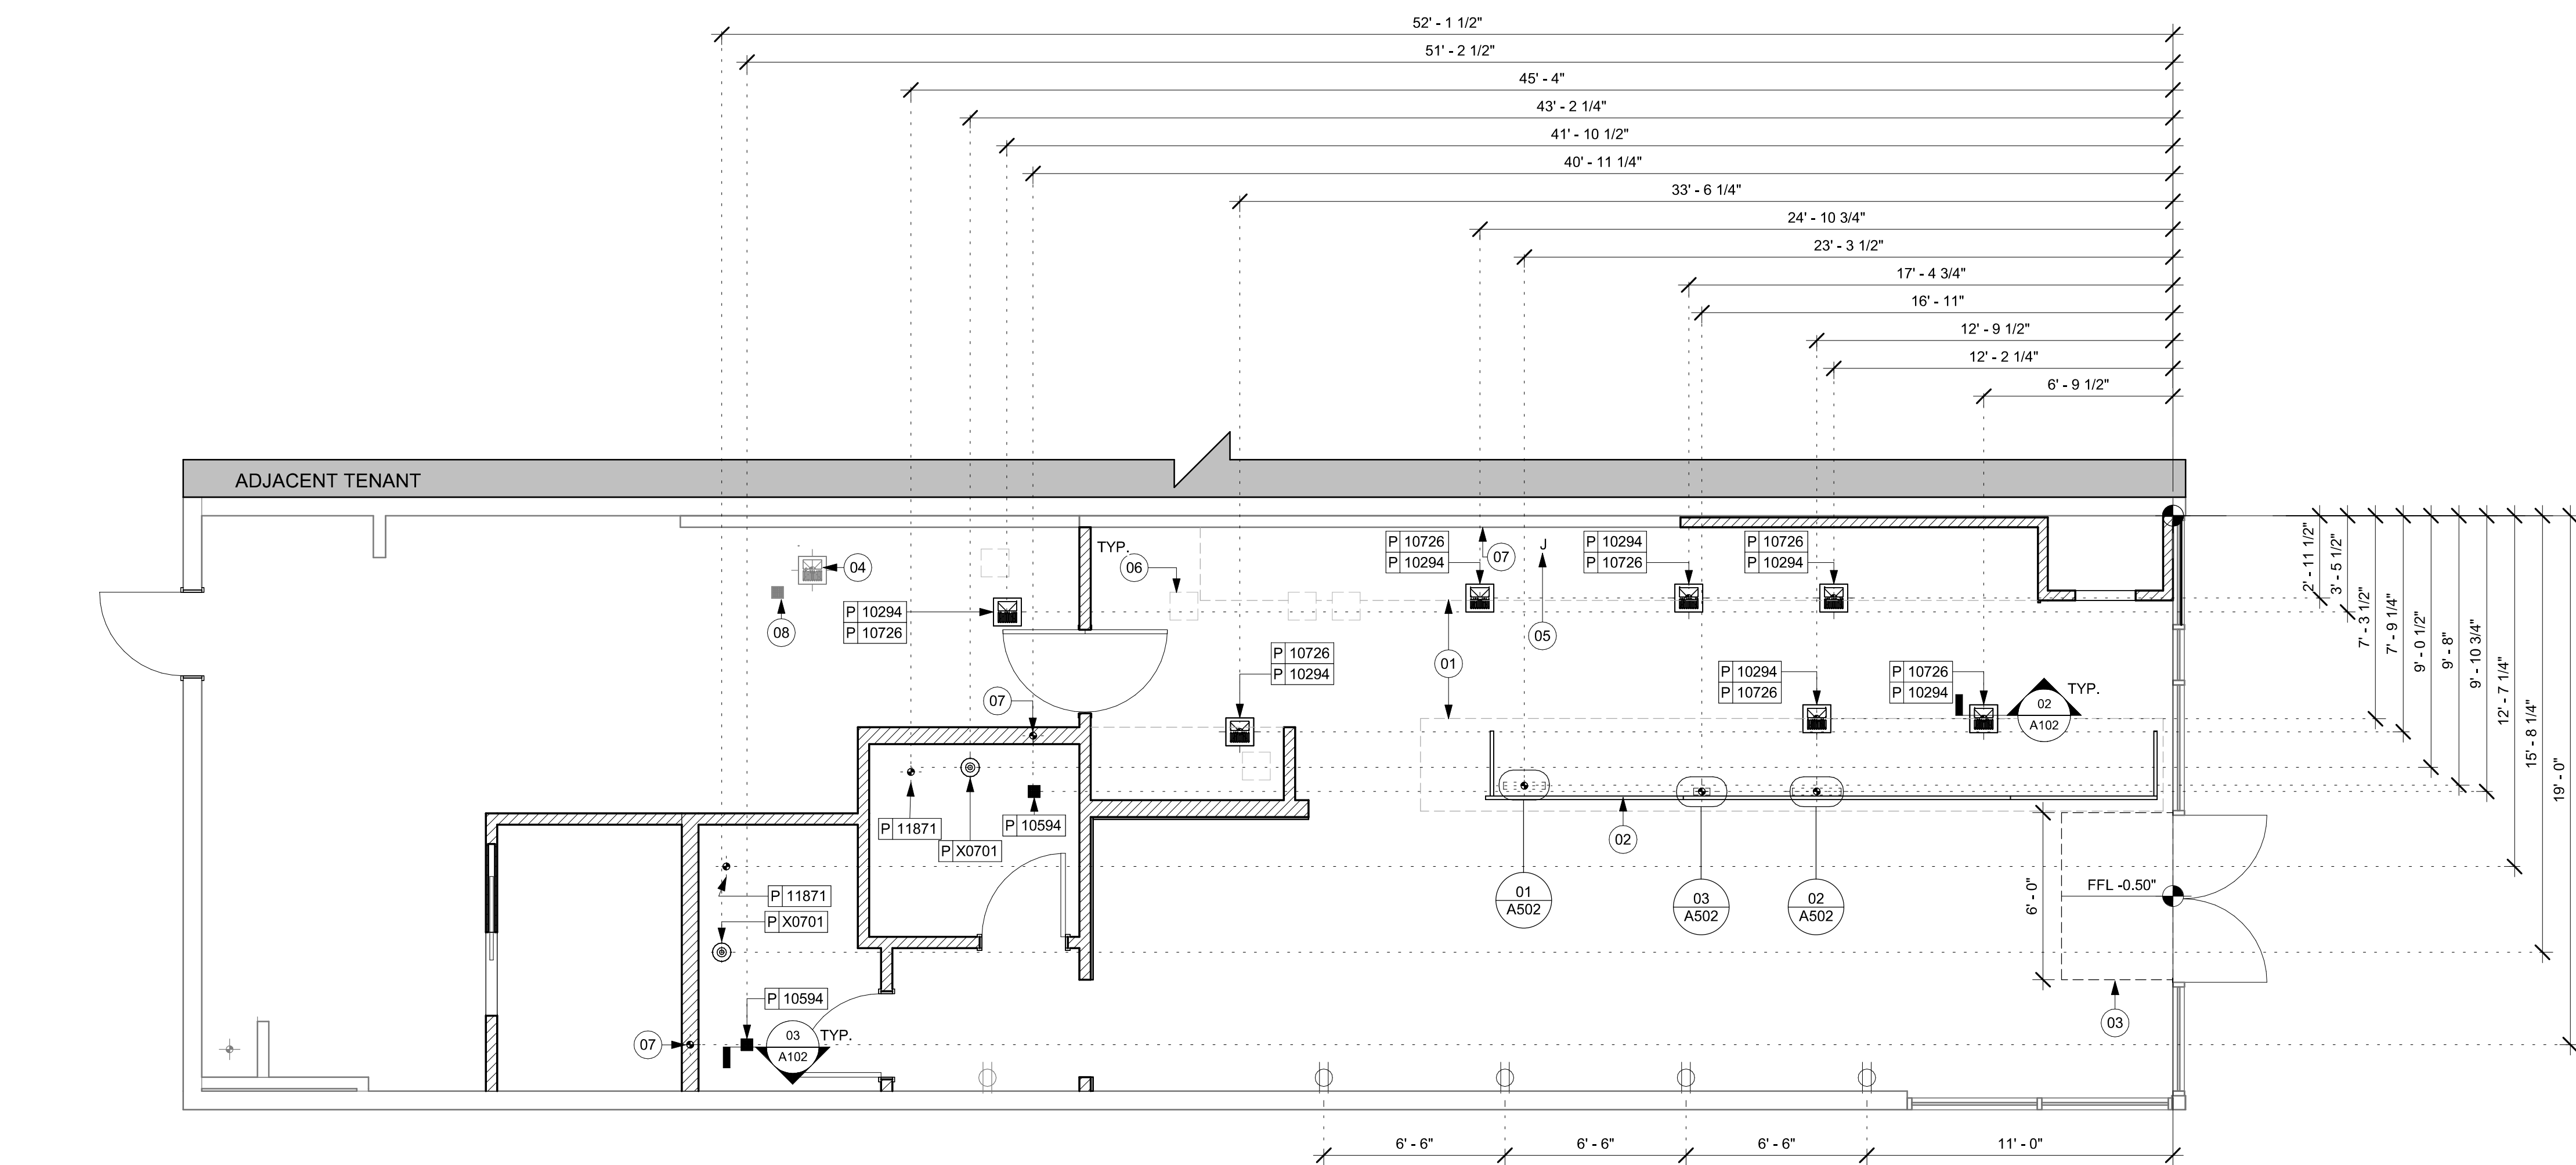 52' - 1 1/2"
51' - 2 1/2"
45' - 4"
43' - 2 1/4"
41' - 10 1/2"
40' - 11 1/4"
33' - 6 1/4"
24' - 10 3/4"
23' - 3 1/2"
17' - 4 3/4"
16' - 11"
12' - 9 1/2"
12' - 2 1/4"
6' - 9 1/2"
ADJACENT TENANT
2' - 11 1/2"
3' - 5 1/2"
7' - 3 1/2"
7' - 9 1/4"
9' - 0 1/2"
9' - 8"
9' - 10 3/4"
12' - 7 1/4"
15' - 8 1/4"
19' - 0"
04
08
P 10294
P 10726
TYP.
06
P 10726
P 10294
07
J
05
P 10294
P 10726
P 10726
P 10294
01
P 10726
P 10294
P 10294
P 10726
P 10726
P 10294
02
A102
TYP.
07
P 11871
P X0701
P 10594
02
01
A502
03
A502
02
A502
6' - 0"
FFL -0.50"
03
P 11871
P X0701
P 10594
07
03
A102
TYP.
6' - 6"
6' - 6"
6' - 6"
11' - 0"